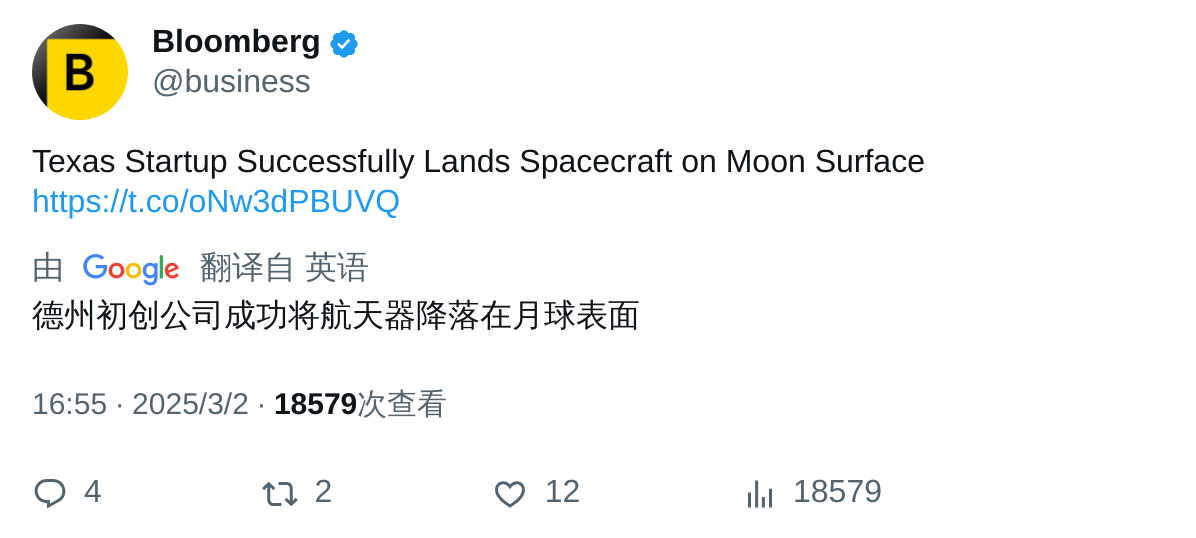 Bloomberg
@business
Texas Startup Successfully Lands Spacecraft on Moon Surface
https://t.co/oNw3dPBUVQ
由 Google 翻译自 英语
德州初创公司成功将航天器降落在月球表面
16:55 · 2025/3/2 · 18579次查看
4 2 12 18579